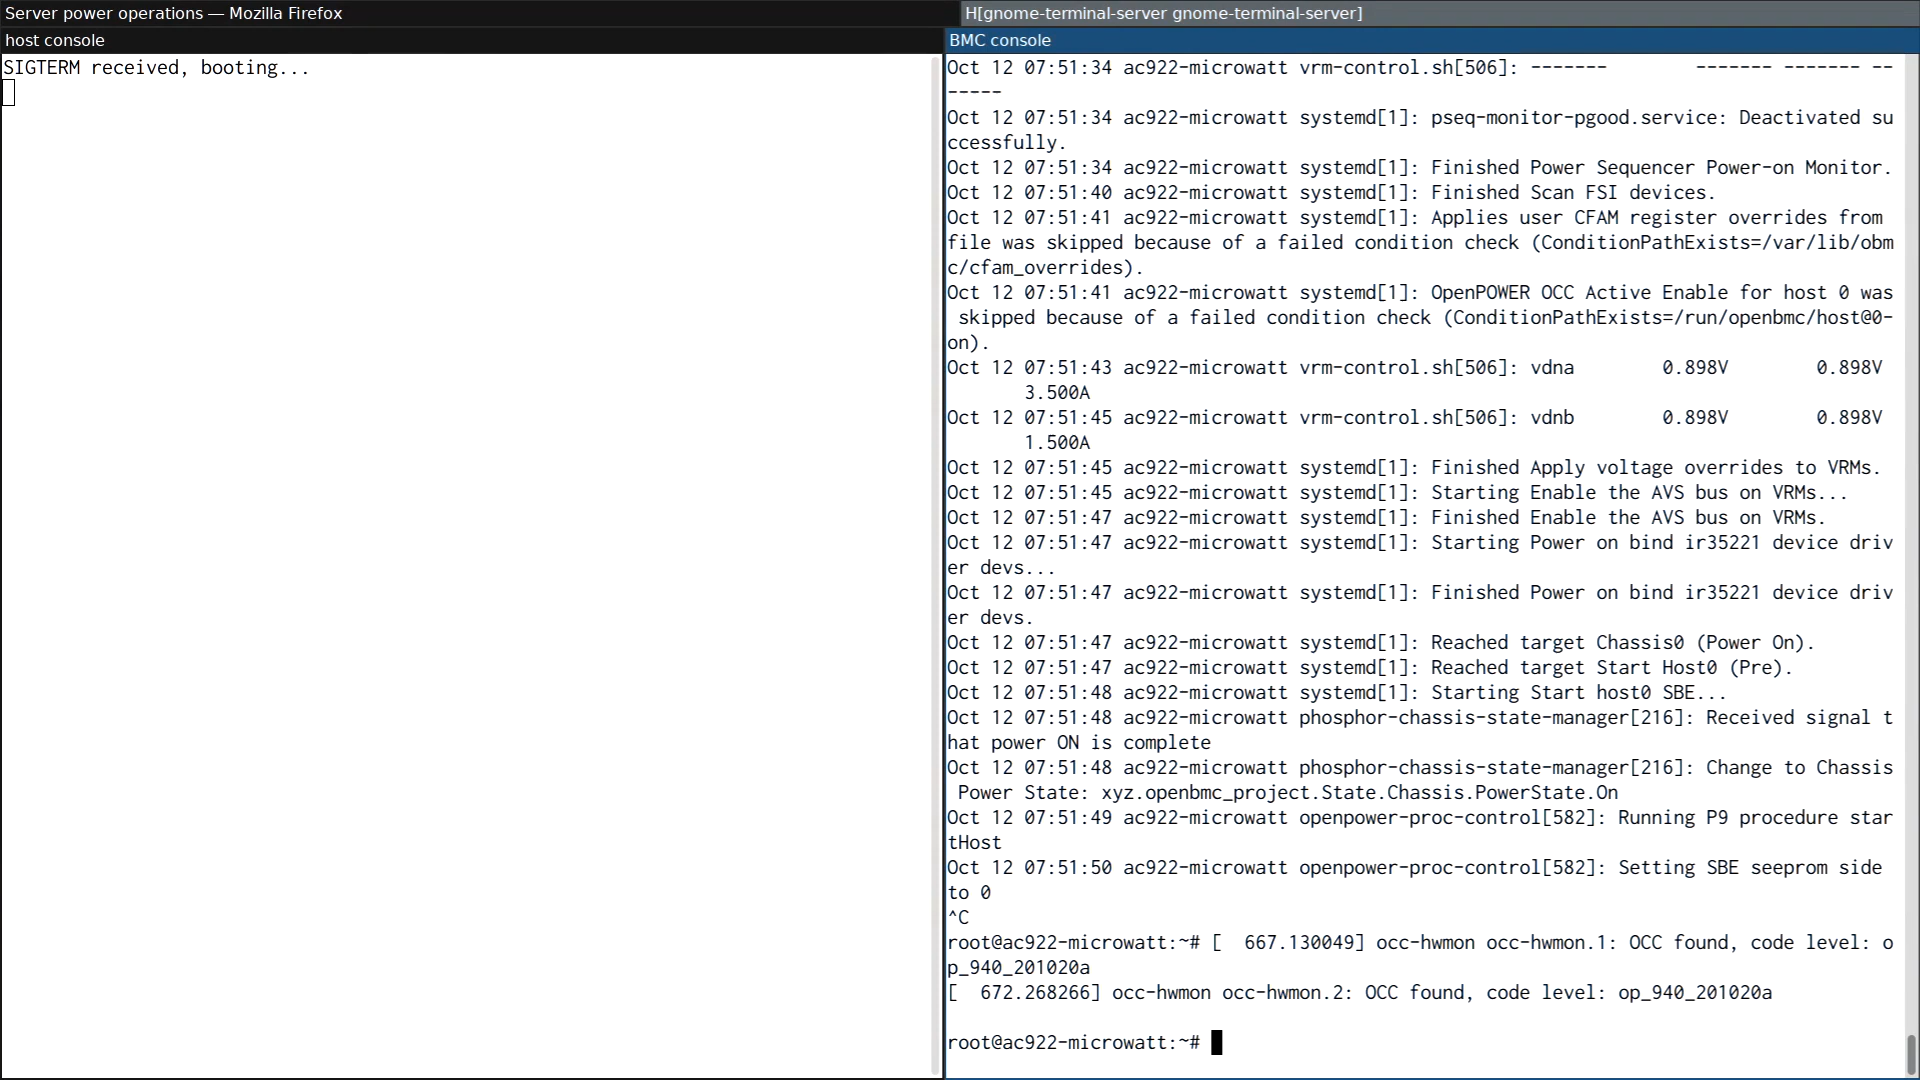 Server power operations — Mozilla Firefox
H[gnome-terminal-server gnome-terminal-server]
host console
BMC console
SIGTERM received, booting...
Oct 12 07:51:34 ac922-microwatt vrm-control.sh[506]: -------        ------- ------- --
-----
Oct 12 07:51:34 ac922-microwatt systemd[1]: pseq-monitor-pgood.service: Deactivated su
ccessfully.
Oct 12 07:51:34 ac922-microwatt systemd[1]: Finished Power Sequencer Power-on Monitor.
Oct 12 07:51:40 ac922-microwatt systemd[1]: Finished Scan FSI devices.
Oct 12 07:51:41 ac922-microwatt systemd[1]: Applies user CFAM register overrides from
file was skipped because of a failed condition check (ConditionPathExists=/var/lib/obm
c/cfam_overrides).
Oct 12 07:51:41 ac922-microwatt systemd[1]: OpenPOWER OCC Active Enable for host 0 was
 skipped because of a failed condition check (ConditionPathExists=/run/openbmc/host@0-
on).
Oct 12 07:51:43 ac922-microwatt vrm-control.sh[506]: vdna        0.898V        0.898V
       3.500A
Oct 12 07:51:45 ac922-microwatt vrm-control.sh[506]: vdnb        0.898V        0.898V
       1.500A
Oct 12 07:51:45 ac922-microwatt systemd[1]: Finished Apply voltage overrides to VRMs.
Oct 12 07:51:45 ac922-microwatt systemd[1]: Starting Enable the AVS bus on VRMs...
Oct 12 07:51:47 ac922-microwatt systemd[1]: Finished Enable the AVS bus on VRMs.
Oct 12 07:51:47 ac922-microwatt systemd[1]: Starting Power on bind ir35221 device driv
er devs...
Oct 12 07:51:47 ac922-microwatt systemd[1]: Finished Power on bind ir35221 device driv
er devs.
Oct 12 07:51:47 ac922-microwatt systemd[1]: Reached target Chassis0 (Power On).
Oct 12 07:51:47 ac922-microwatt systemd[1]: Reached target Start Host0 (Pre).
Oct 12 07:51:48 ac922-microwatt systemd[1]: Starting Start host0 SBE...
Oct 12 07:51:48 ac922-microwatt phosphor-chassis-state-manager[216]: Received signal t
hat power ON is complete
Oct 12 07:51:48 ac922-microwatt phosphor-chassis-state-manager[216]: Change to Chassis
 Power State: xyz.openbmc_project.State.Chassis.PowerState.On
Oct 12 07:51:49 ac922-microwatt openpower-proc-control[582]: Running P9 procedure star
tHost
Oct 12 07:51:50 ac922-microwatt openpower-proc-control[582]: Setting SBE seeprom side
to 0
^C
root@ac922-microwatt:~# [  667.130049] occ-hwmon occ-hwmon.1: OCC found, code level: o
p_940_201020a
[  672.268266] occ-hwmon occ-hwmon.2: OCC found, code level: op_940_201020a
root@ac922-microwatt:~#